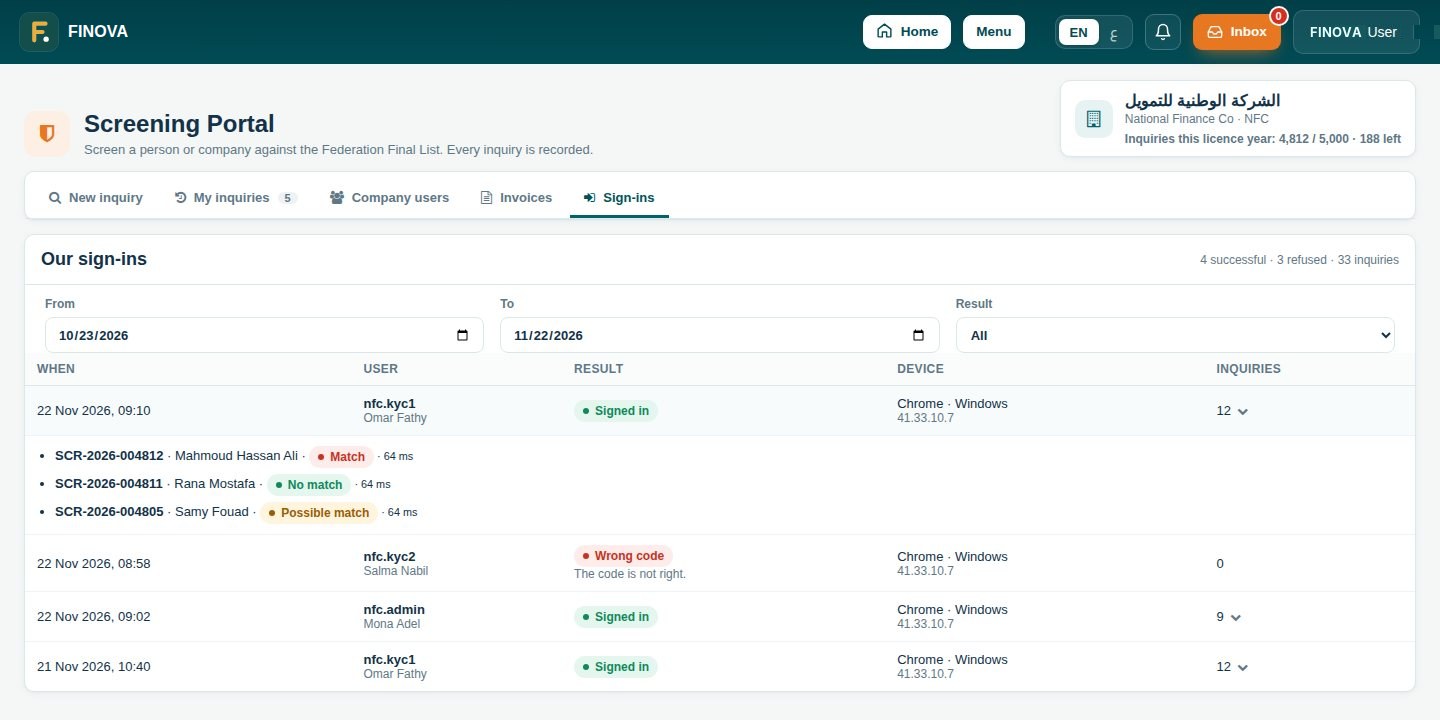 FINOVA
Home
Menu
EN
ع
Inbox
0
FINOVA User
Screening Portal
Screen a person or company against the Federation Final List. Every inquiry is recorded.
الشركة الوطنية للتمويل
National Finance Co · NFC
Inquiries this licence year: 4,812 / 5,000 · 188 left
New inquiry
My inquiries 5
Company users
Invoices
Sign-ins
Our sign-ins
4 successful · 3 refused · 33 inquiries
From
To
Result
10/23/2026
11/22/2026
All
WHEN USER RESULT DEVICE INQUIRIES
22 Nov 2026, 09:10 nfc.kyc1 Signed in Chrome · Windows 12
Omar Fathy 41.33.10.7
SCR-2026-004812 · Mahmoud Hassan Ali · Match · 64 ms
SCR-2026-004811 · Rana Mostafa · No match · 64 ms
SCR-2026-004805 · Samy Fouad · Possible match · 64 ms
22 Nov 2026, 08:58 nfc.kyc2 Wrong code Chrome · Windows 0
Salma Nabil The code is not right. 41.33.10.7
22 Nov 2026, 09:02 nfc.admin Signed in Chrome · Windows 9
Mona Adel 41.33.10.7
21 Nov 2026, 10:40 nfc.kyc1 Signed in Chrome · Windows 12
Omar Fathy 41.33.10.7